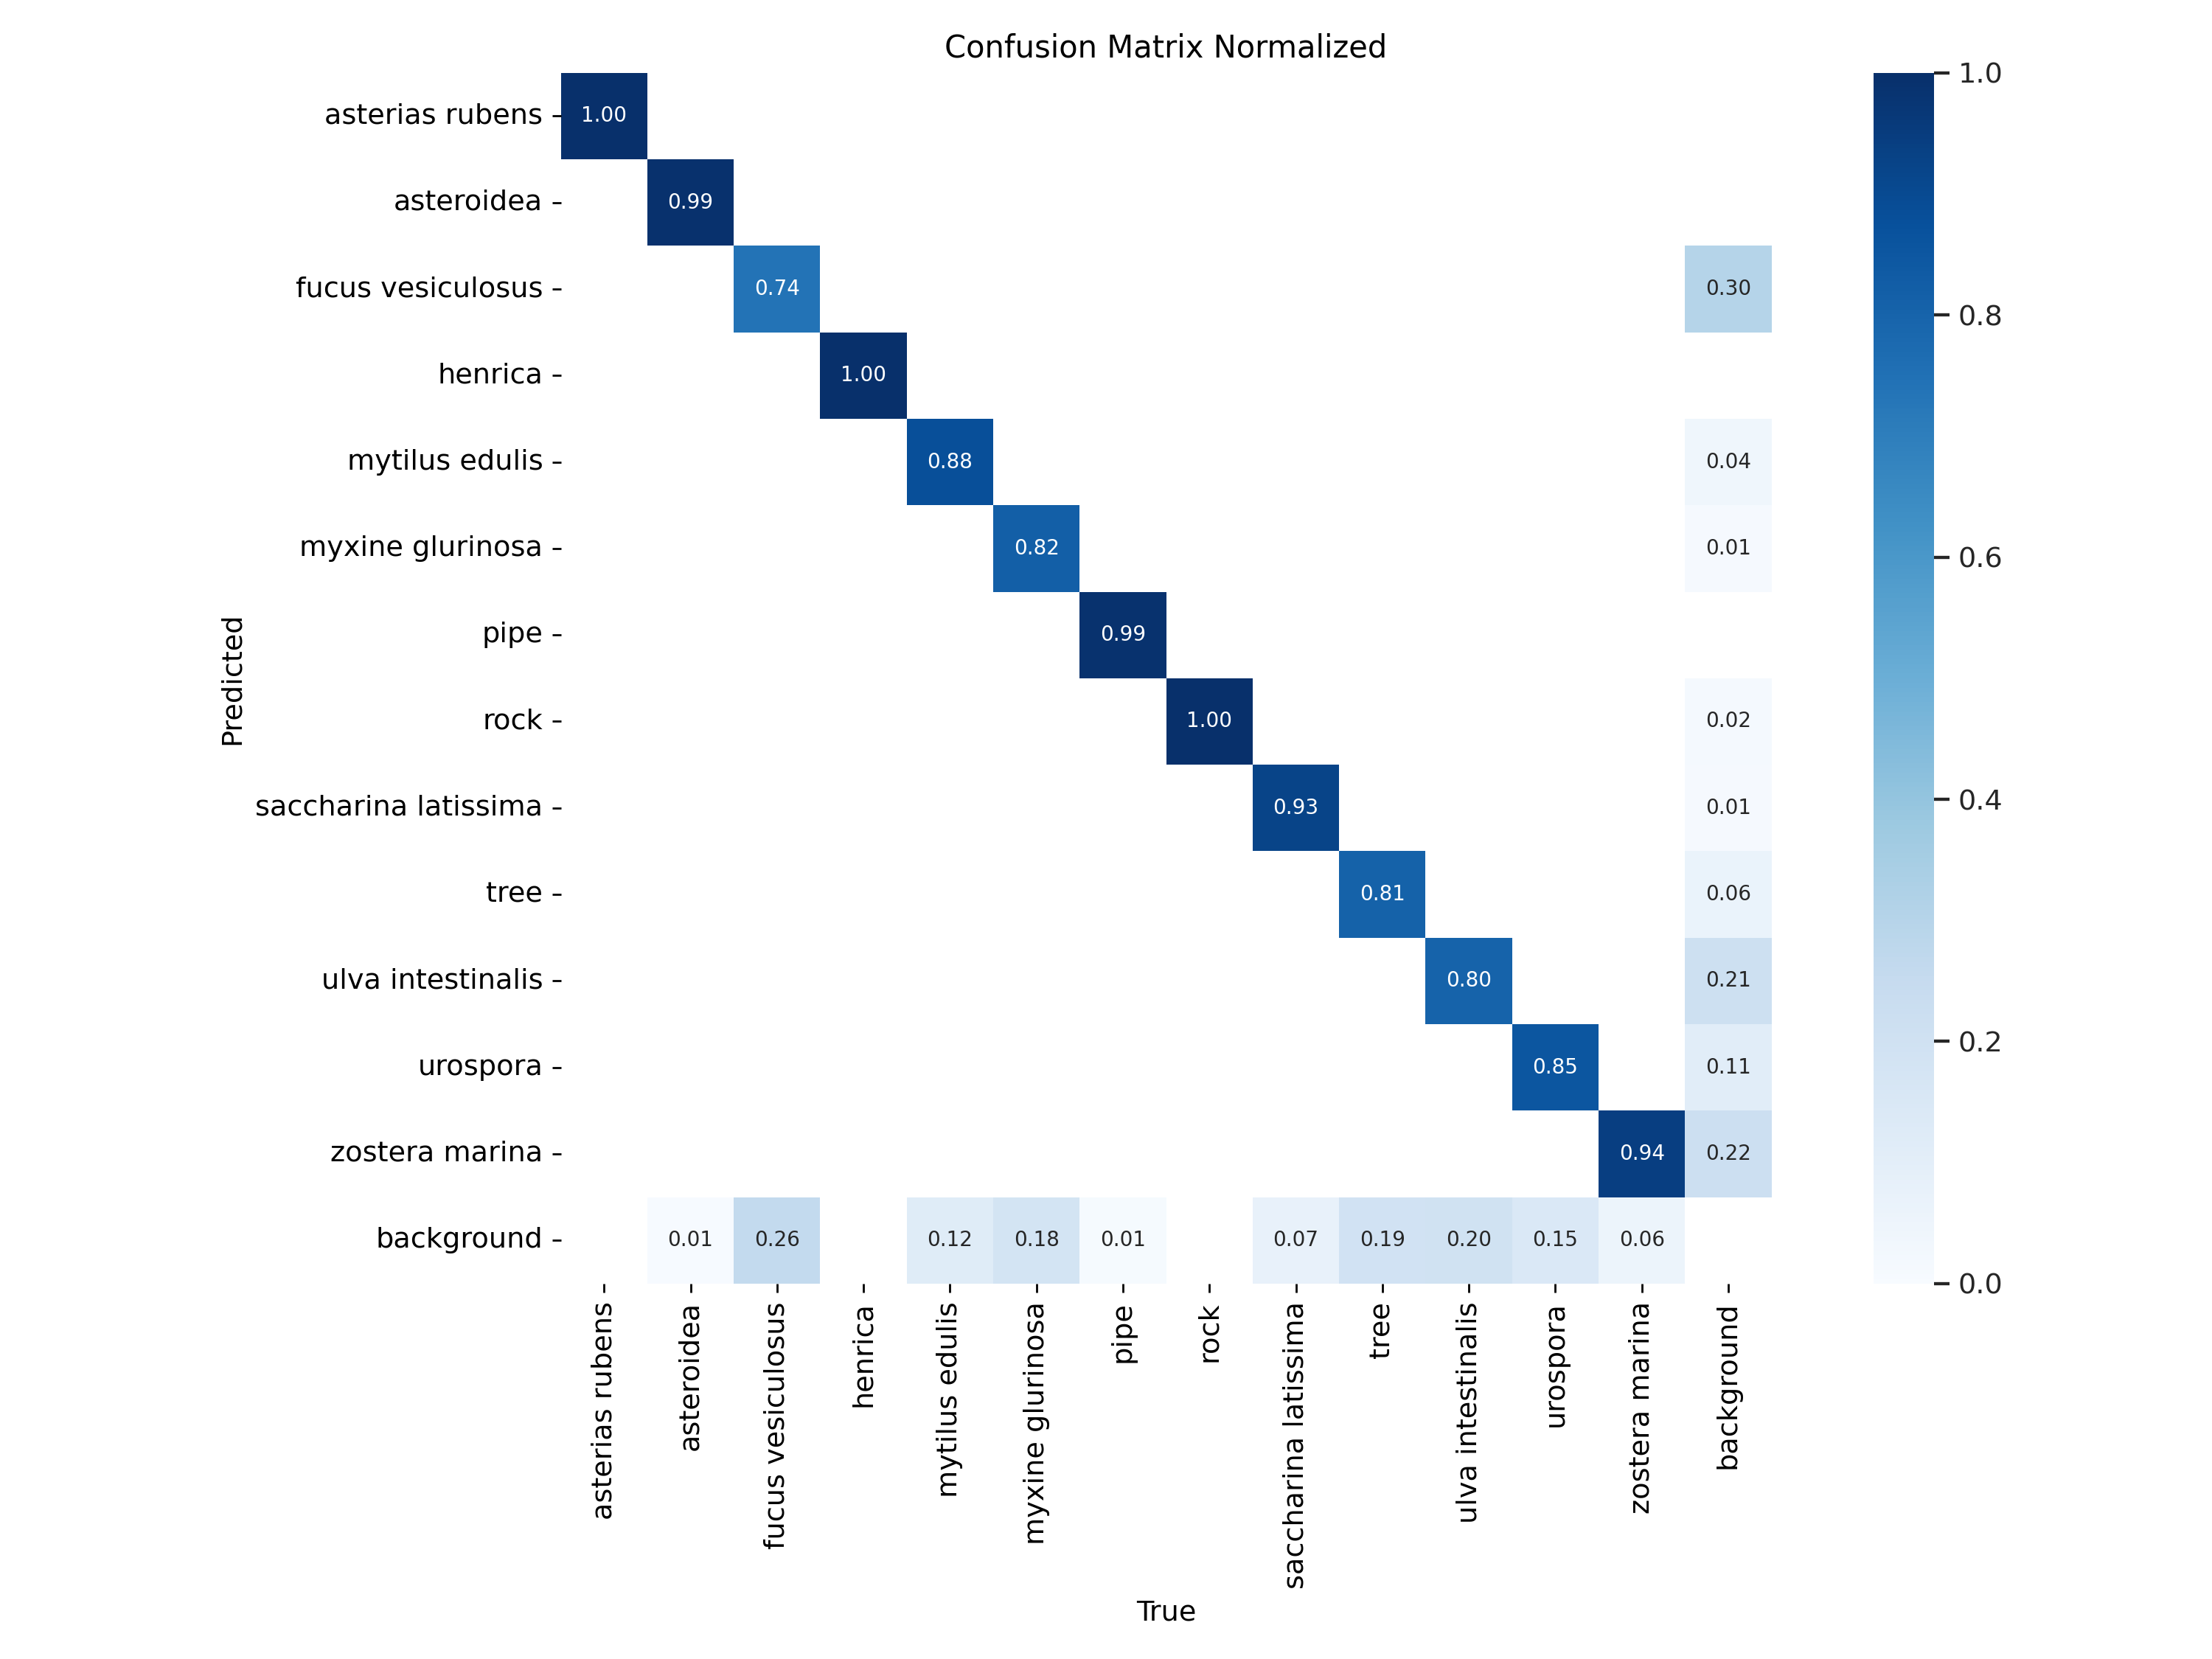 Confusion Matrix Normalized
asterias rubens 1.00
asteroidea 0.99
fucus vesiculosus 0.74 0.30
henrica 1.00
mytilus edulis 0.88 0.04
myxine glurinosa 0.82 0.01
pipe 0.99
rock 1.00 0.02
saccharina latissima 0.93 0.01
tree 0.81 0.06
ulva intestinalis 0.80 0.21
urospora 0.85 0.11
zostera marina 0.94 0.22
background 0.01 0.26 0.12 0.18 0.01 0.07 0.19 0.20 0.15 0.06
Predicted
asterias rubens
asteroidea
fucus vesiculosus
henrica
mytilus edulis
myxine glurinosa
pipe
rock
saccharina latissima
tree
ulva intestinalis
urospora
zostera marina
background
True
1.0
0.8
0.6
0.4
0.2
0.0